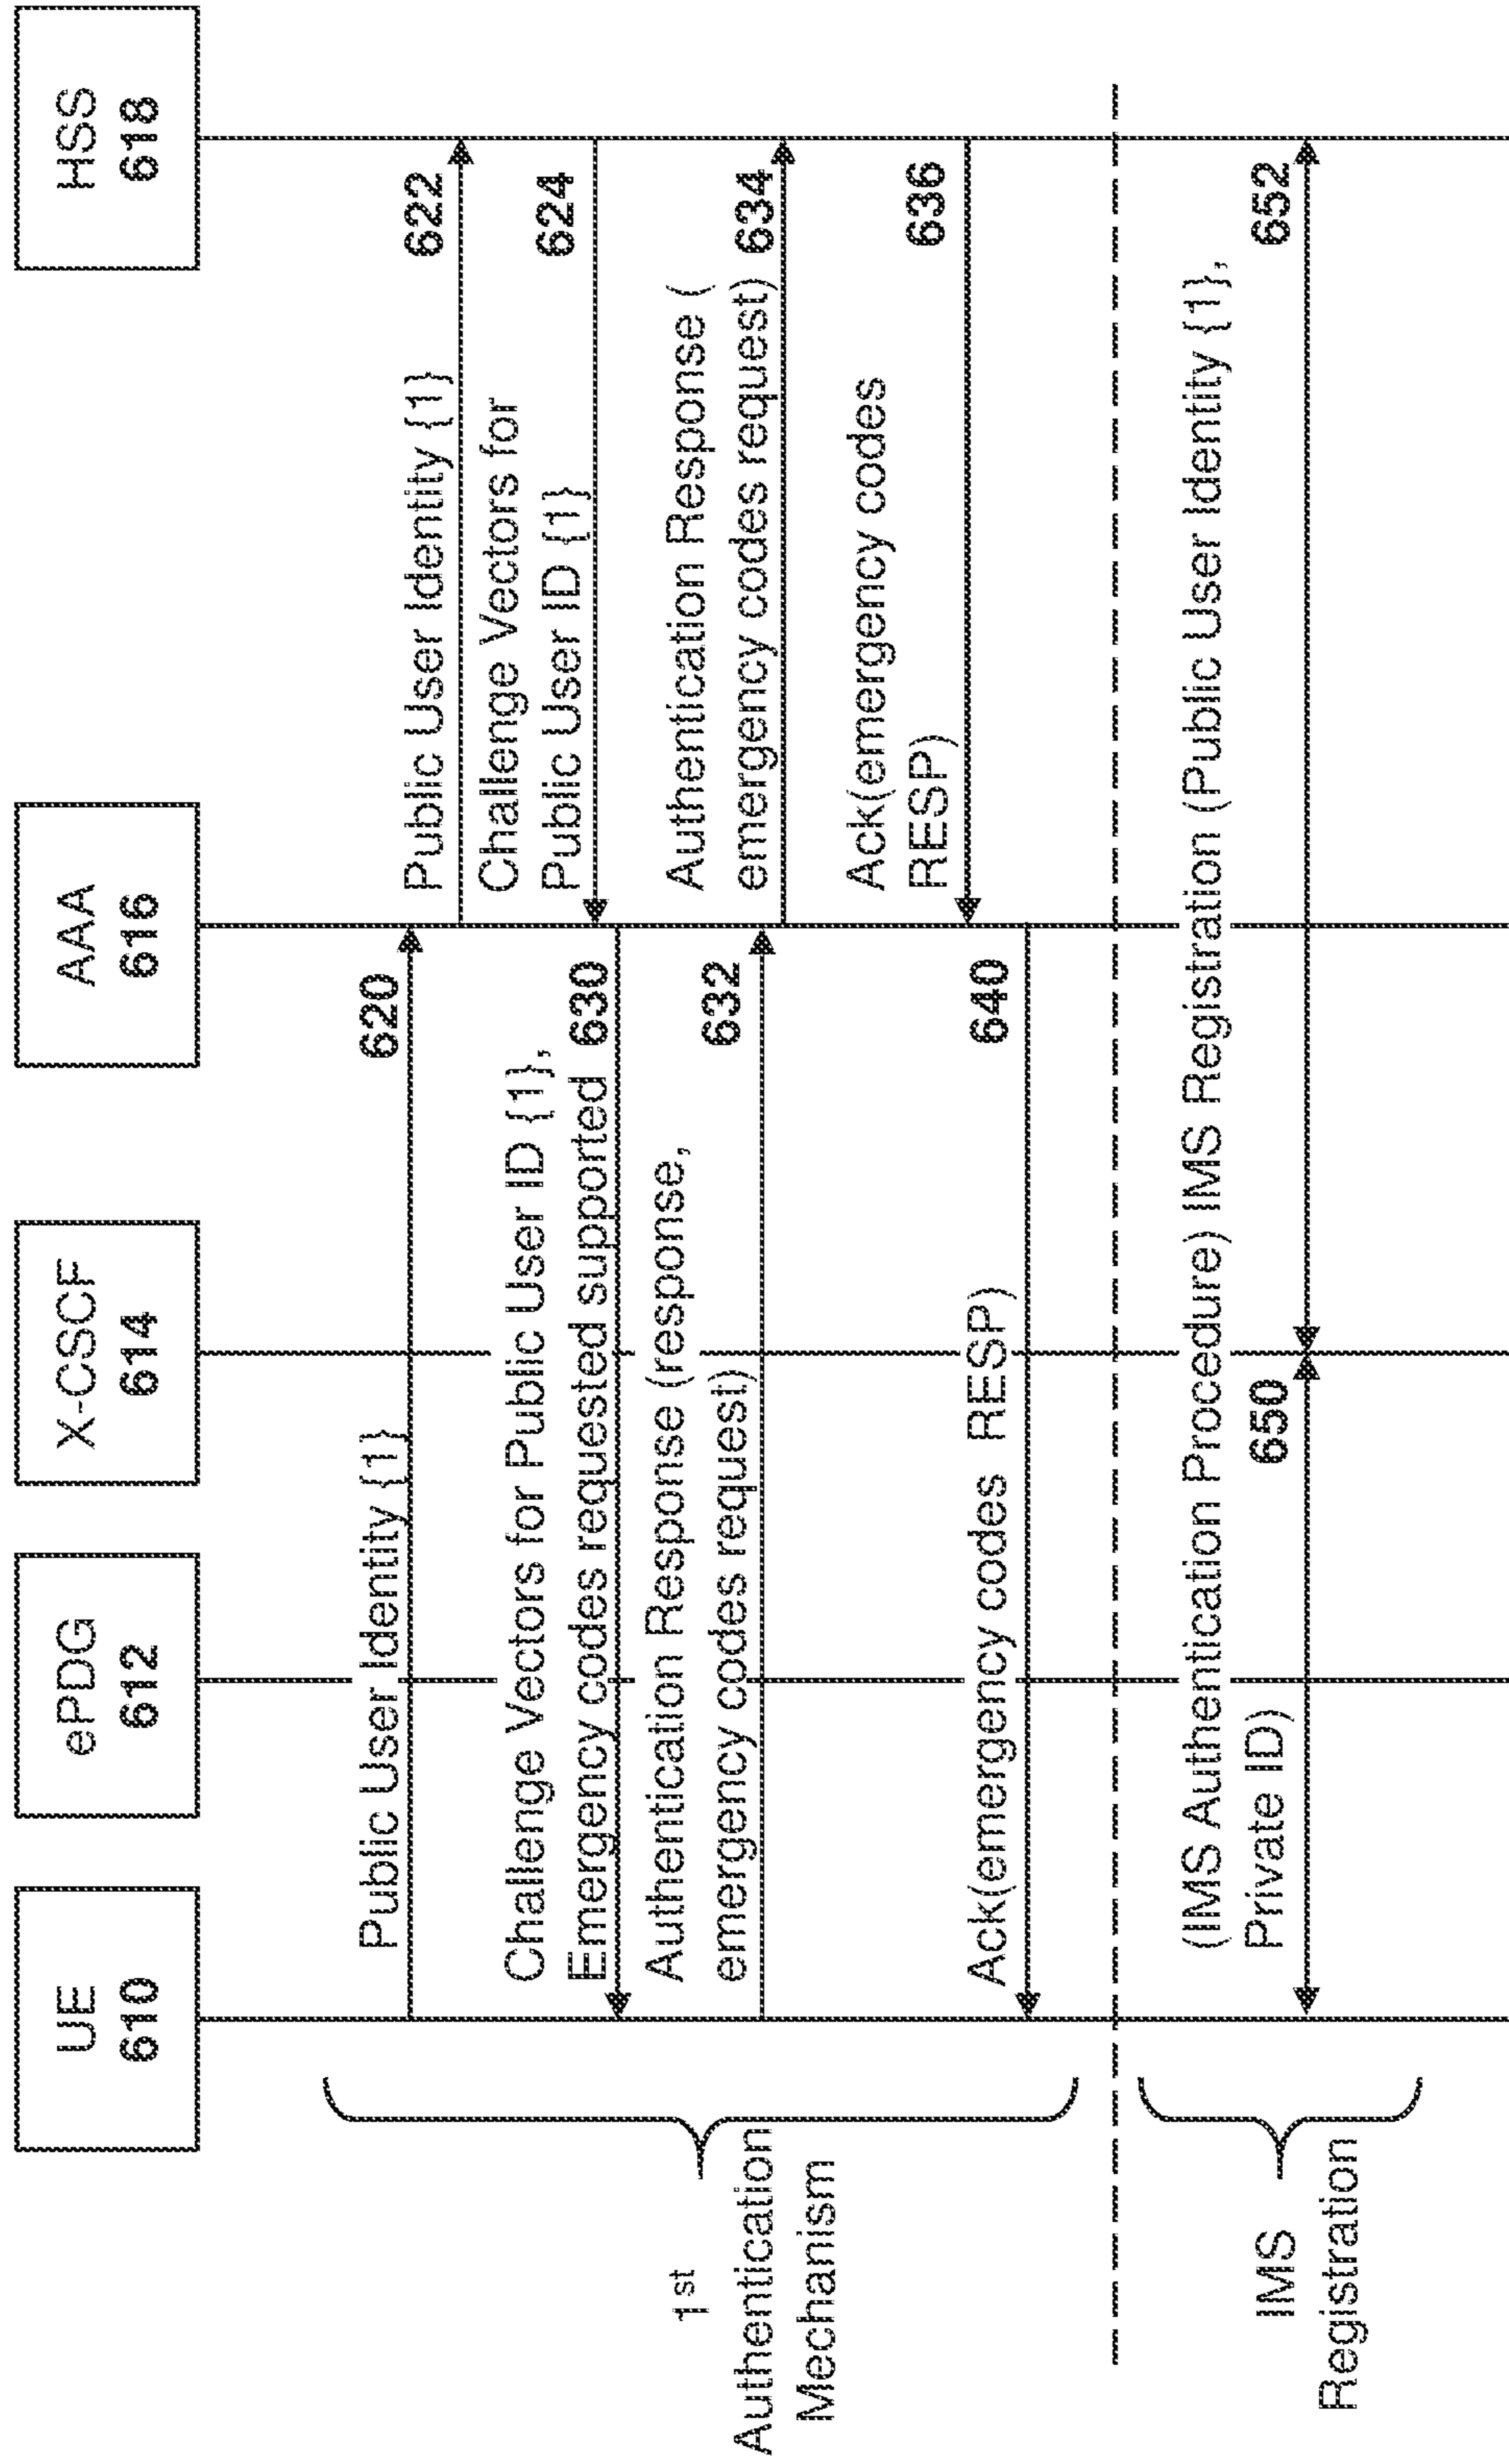 UE
610
ePDG
612
X-CSCF
614
AAA
616
HSS
618
1st
Authentication
Mechanism
Public User Identity {1}
620
Public User Identity {1}
622
Challenge Vectors for
Public User ID {1}
624
Challenge Vectors for Public User ID {1},
Emergency codes requested supported
630
Authentication Response (response,
emergency codes request)
632
Authentication Response (
emergency codes request)
634
Ack(emergency codes
RESP)
636
Ack(emergency codes RESP)
640
IMS
Registration
(IMS Authentication Procedure) IMS Registration (Public User Identity {1},
Private ID)
650
652